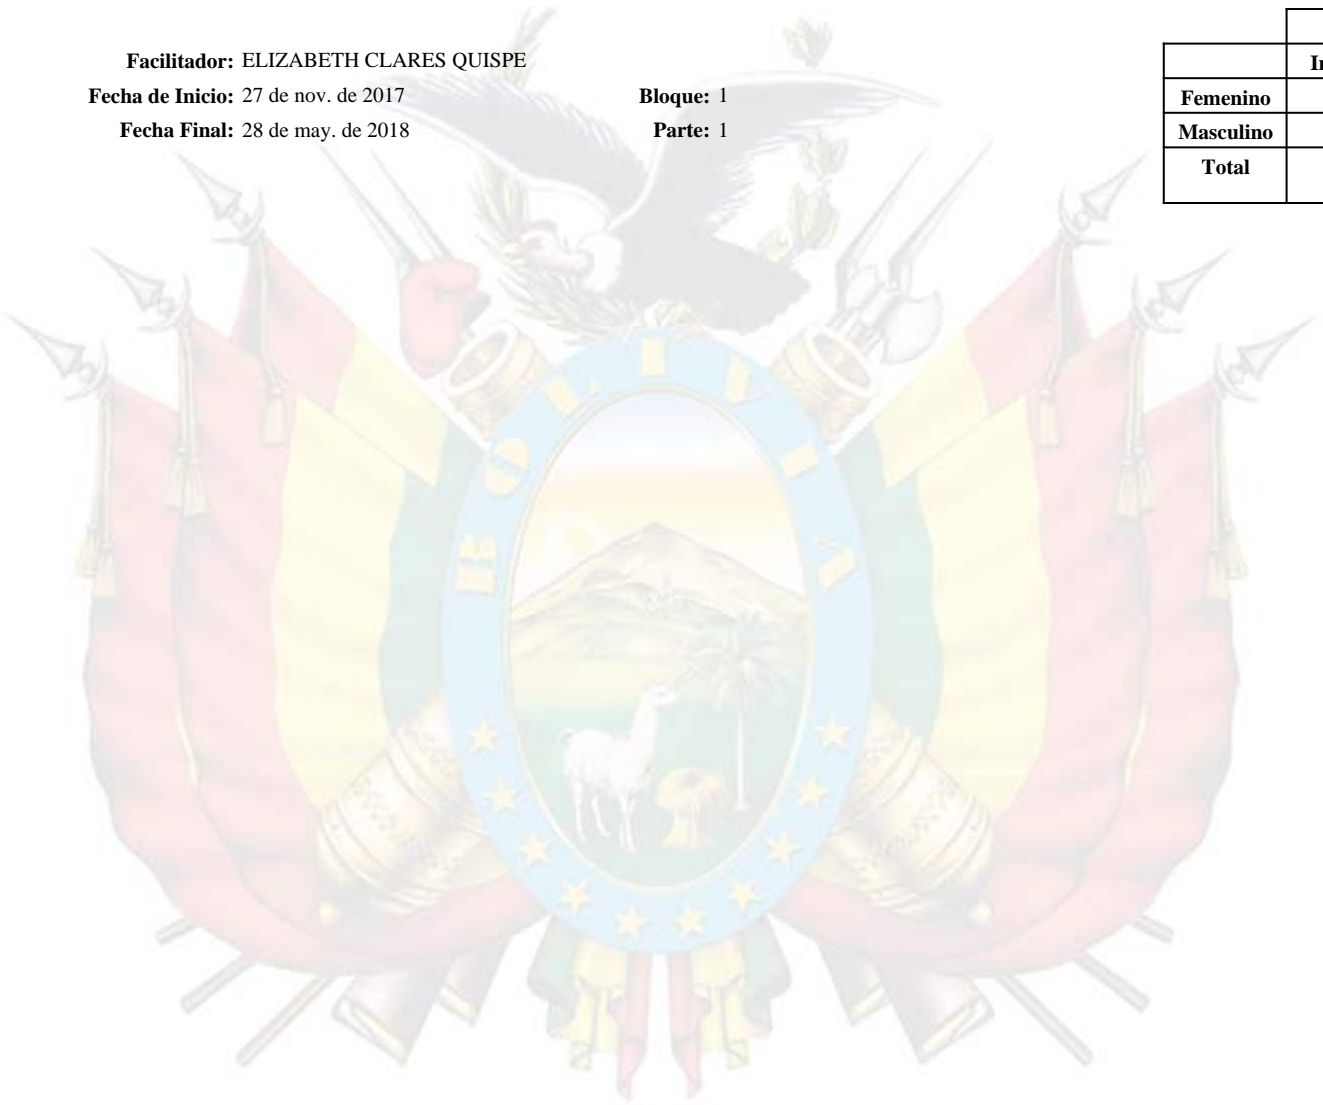 Facilitador: ELIZABETH CLARES QUISPE
Fecha de Inicio: 27 de nov. de 2017 Bloque: 1
Fecha Final: 28 de may. de 2018 Parte: 1
Femenino
Masculino
Total
BOLIVIA